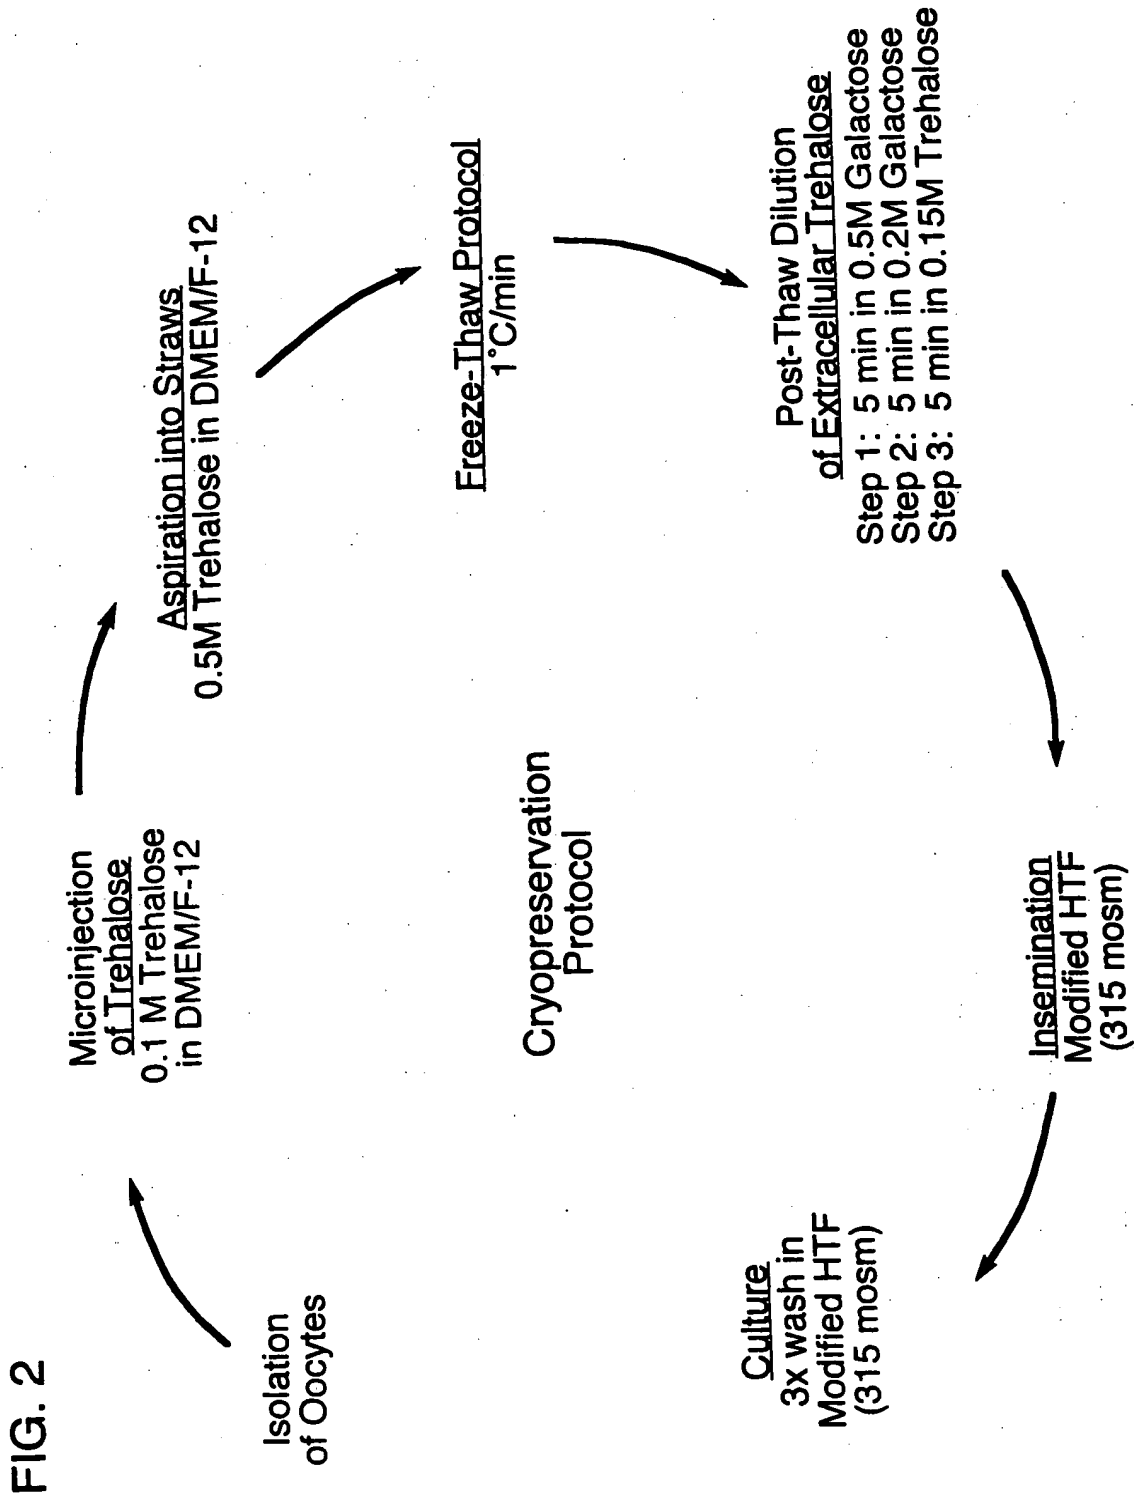 FIG. 2
Isolation
of Oocytes
Microinjection
of Trehalose
0.1 M Trehalose
in DMEM/F-12
Aspiration into Straws
0.5M Trehalose in DMEM/F-12
Freeze-Thaw Protocol
1°C/min
Post-Thaw Dilution
of Extracellular Trehalose
Step 1: 5 min in 0.5M Galactose
Step 2: 5 min in 0.2M Galactose
Step 3: 5 min in 0.15M Trehalose
Insemination
Modified HTF
(315 mosm)
Culture
3x wash in
Modified HTF
(315 mosm)
Cryopreservation
Protocol